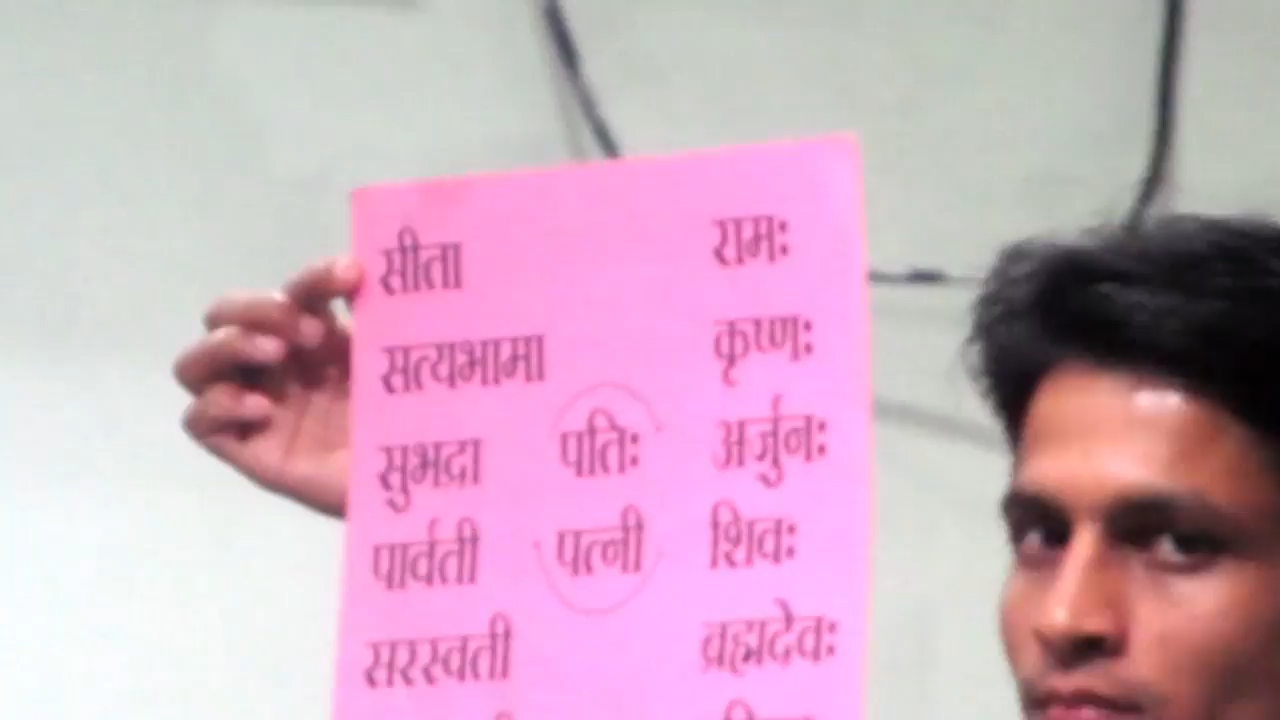 सीता रामः
सत्यभामा कृष्णः
सुभद्रा पतिः अर्जुनः
पार्वती पत्नी शिवः
सरस्वती ब्रह्मदेवः